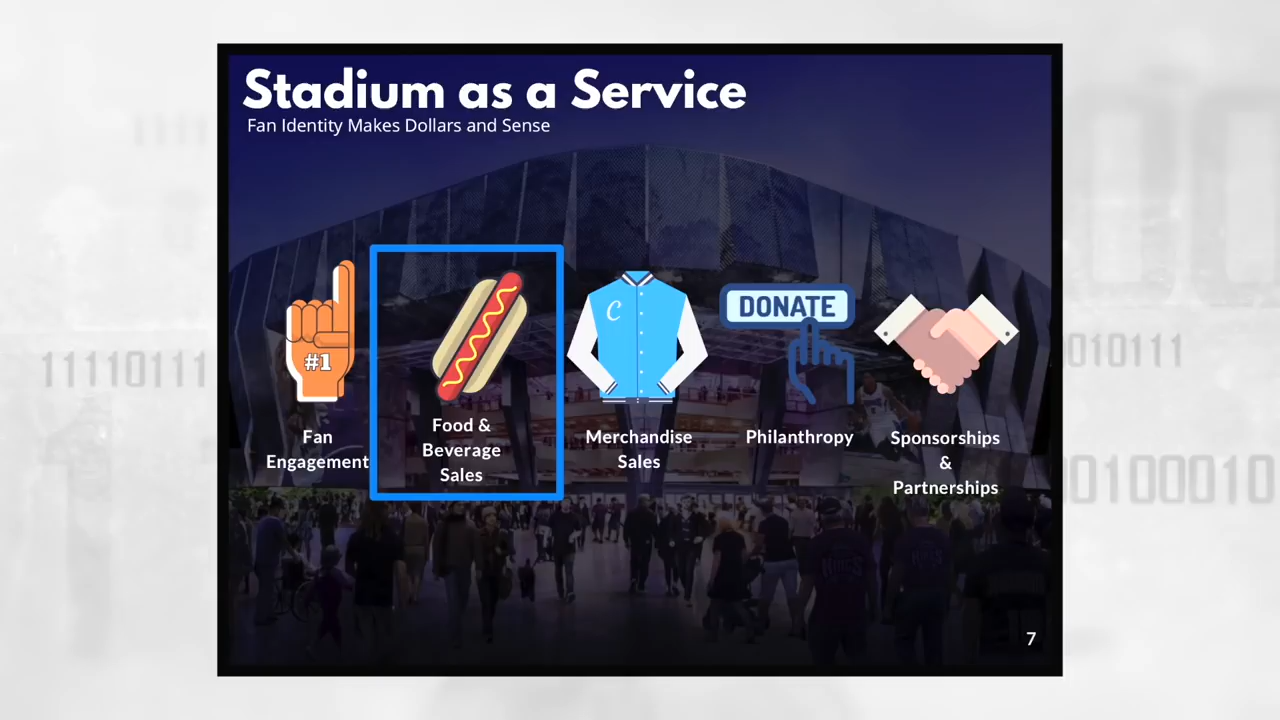 Stadium as a Service
Fan Identity Makes Dollars and Sense
#1
Fan
Engagement
Food &
Beverage
Sales
C
Merchandise
Sales
DONATE
Philanthropy
Sponsorships
&
Partnerships
KINGS
7
11110111
010111
00100010